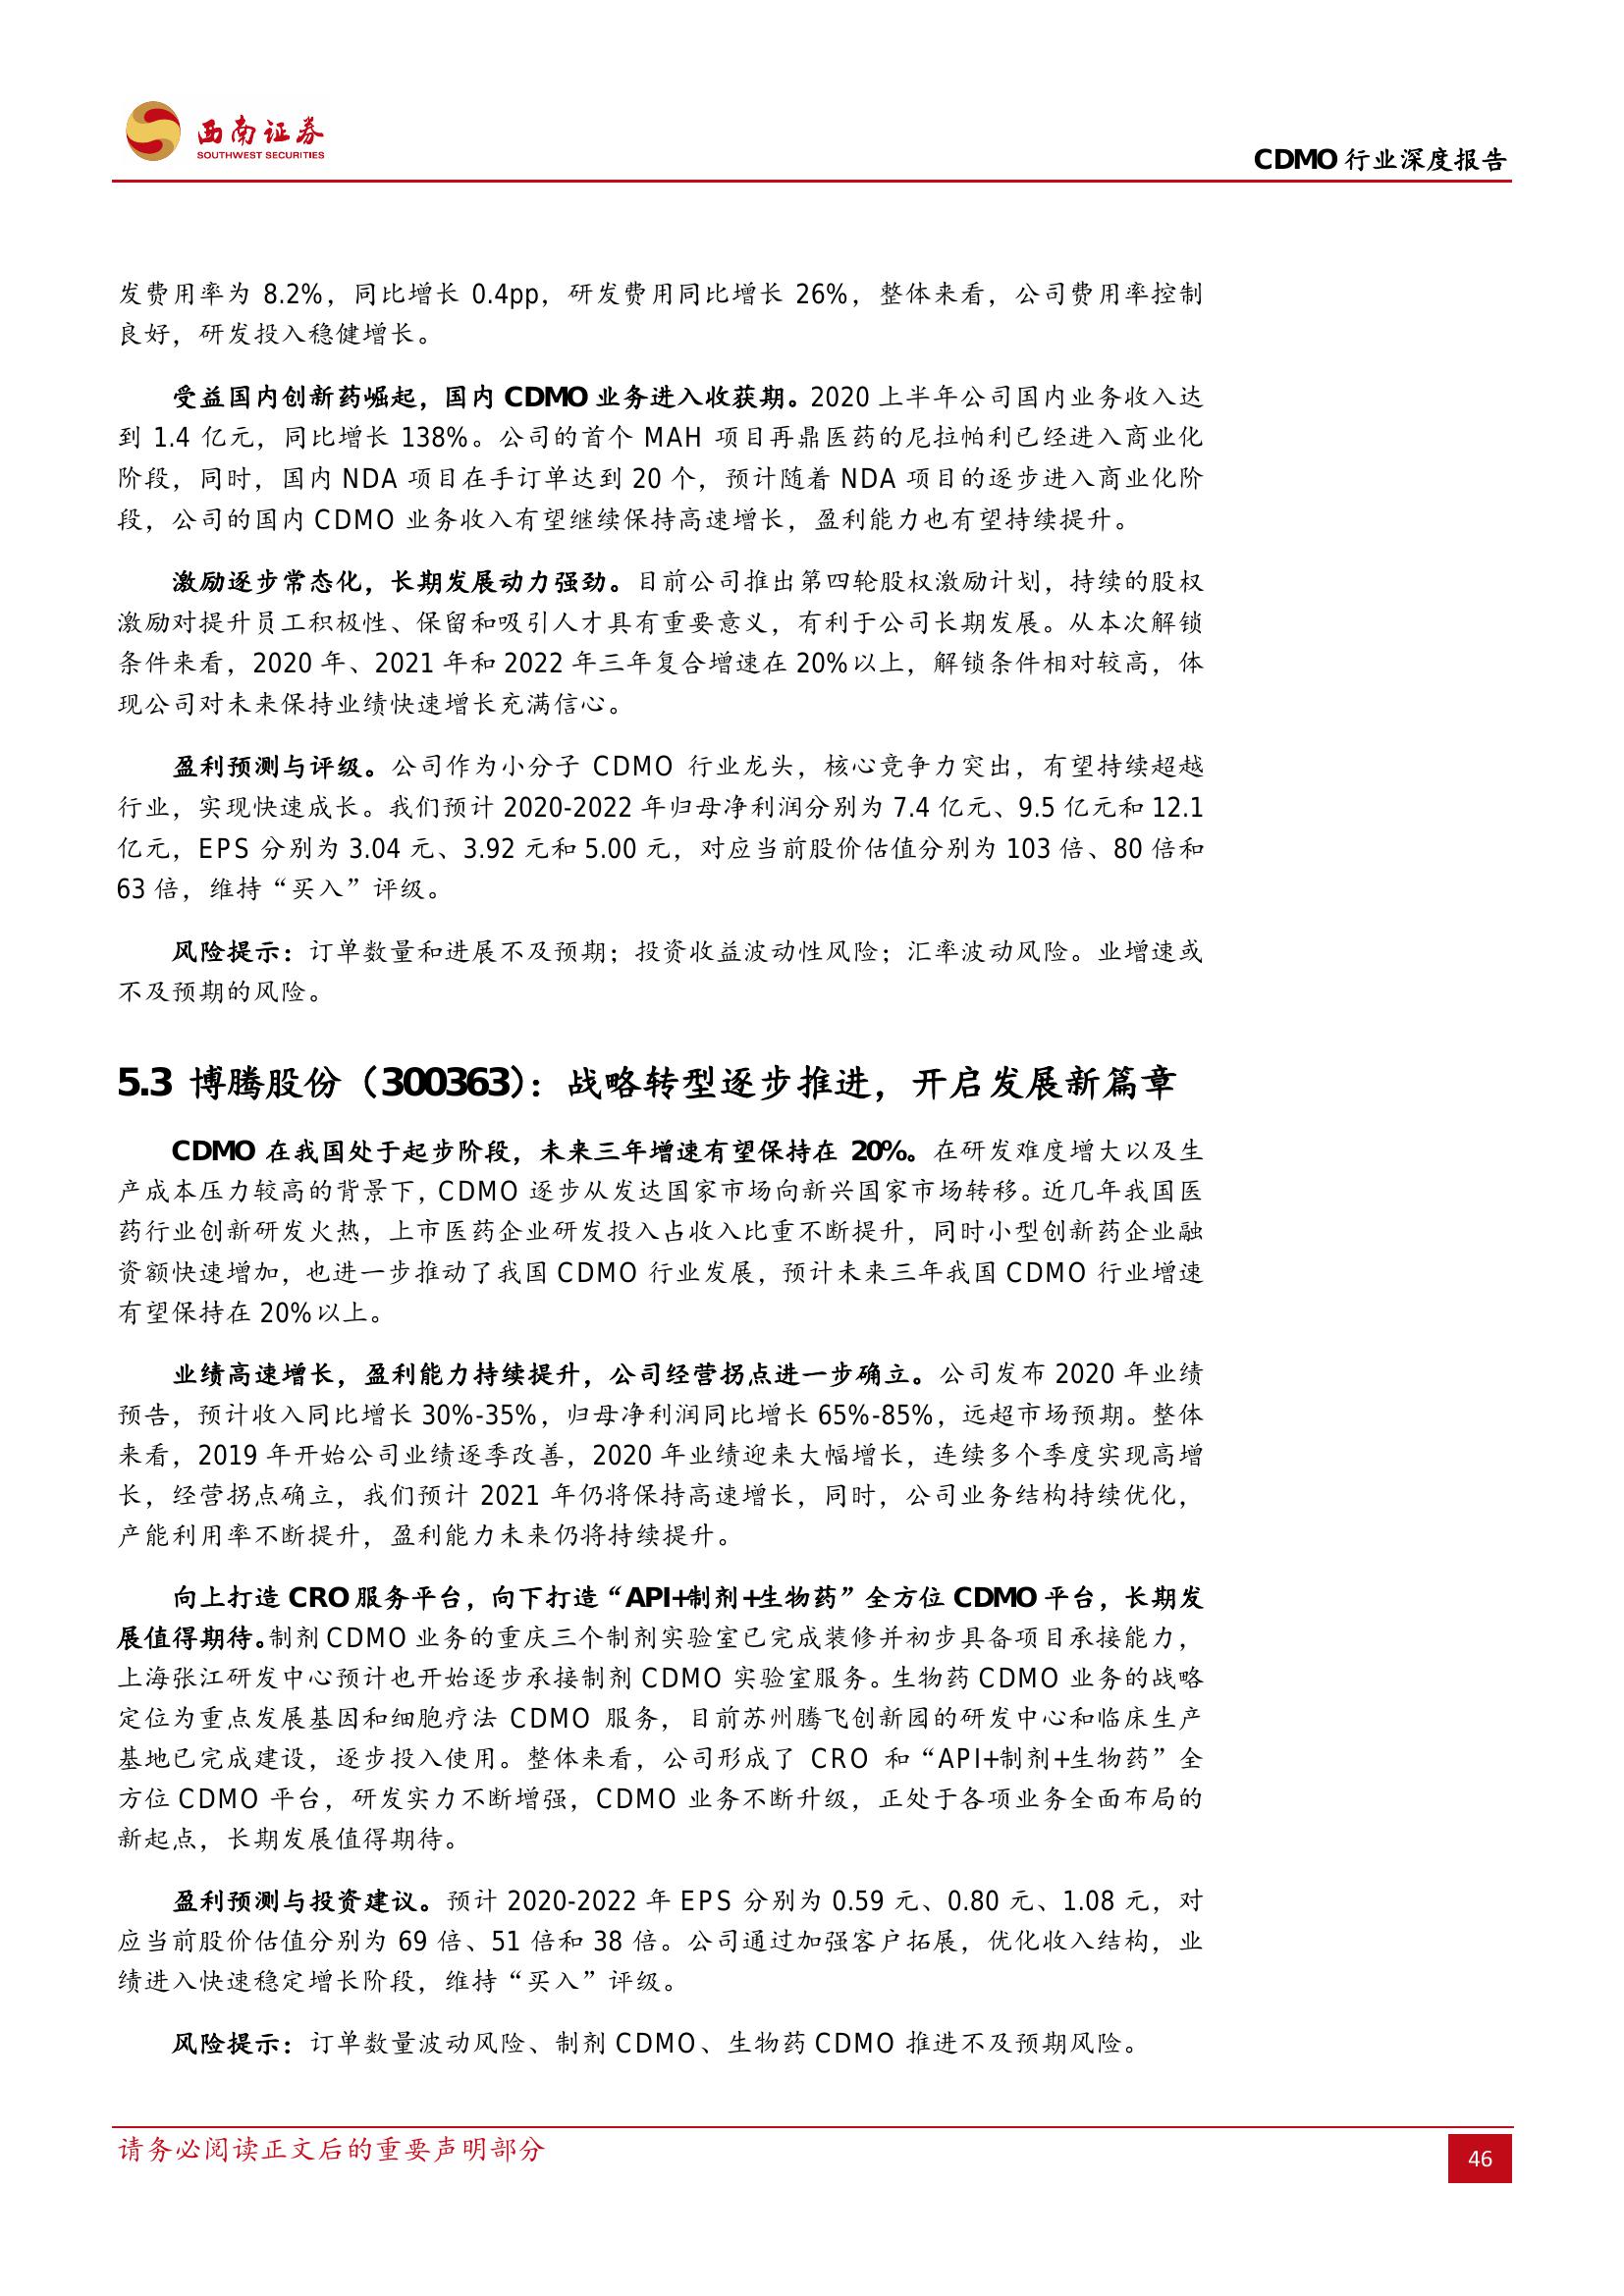 西南证券
SOUTHWEST SECURITIES
CDMO 行业深度报告
发费用率为 8.2%，同比增长 0.4pp，研发费用同比增长 26%，整体来看，公司费用率控制
良好，研发投入稳健增长。
受益国内创新药崛起，国内 CDMO 业务进入收获期。2020 上半年公司国内业务收入达
到 1.4 亿元，同比增长 138%。公司的首个 MAH 项目再鼎医药的尼拉帕利已经进入商业化
阶段，同时，国内 NDA 项目在手订单达到 20 个，预计随着 NDA 项目的逐步进入商业化阶
段，公司的国内 CDMO 业务收入有望继续保持高速增长，盈利能力也有望持续提升。
激励逐步常态化，长期发展动力强劲。目前公司推出第四轮股权激励计划，持续的股权
激励对提升员工积极性、保留和吸引人才具有重要意义，有利于公司长期发展。从本次解锁
条件来看，2020 年、2021 年和 2022 年三年复合增速在 20%以上，解锁条件相对较高，体
现公司对未来保持业绩快速增长充满信心。
盈利预测与评级。公司作为小分子 CDMO 行业龙头，核心竞争力突出，有望持续超越
行业，实现快速成长。我们预计 2020-2022 年归母净利润分别为 7.4 亿元、9.5 亿元和 12.1
亿元，EPS 分别为 3.04 元、3.92 元和 5.00 元，对应当前股价估值分别为 103 倍、80 倍和
63 倍，维持“买入”评级。
风险提示：订单数量和进展不及预期；投资收益波动性风险；汇率波动风险。业增速或
不及预期的风险。
5.3 博腾股份（300363）：战略转型逐步推进，开启发展新篇章
CDMO 在我国处于起步阶段，未来三年增速有望保持在 20%。在研发难度增大以及生
产成本压力较高的背景下，CDMO 逐步从发达国家市场向新兴国家市场转移。近几年我国医
药行业创新研发火热，上市医药企业研发投入占收入比重不断提升，同时小型创新药企业融
资额快速增加，也进一步推动了我国 CDMO 行业发展，预计未来三年我国 CDMO 行业增速
有望保持在 20%以上。
业绩高速增长，盈利能力持续提升，公司经营拐点进一步确立。公司发布 2020 年业绩
预告，预计收入同比增长 30%-35%，归母净利润同比增长 65%-85%，远超市场预期。整体
来看，2019 年开始公司业绩逐季改善，2020 年业绩迎来大幅增长，连续多个季度实现高增
长，经营拐点确立，我们预计 2021 年仍将保持高速增长，同时，公司业务结构持续优化，
产能利用率不断提升，盈利能力未来仍将持续提升。
向上打造 CRO 服务平台，向下打造“API+制剂+生物药”全方位 CDMO 平台，长期发
展值得期待。制剂 CDMO 业务的重庆三个制剂实验室已完成装修并初步具备项目承接能力，
上海张江研发中心预计也开始逐步承接制剂 CDMO 实验室服务。生物药 CDMO 业务的战略
定位为重点发展基因和细胞疗法 CDMO 服务，目前苏州腾飞创新园的研发中心和临床生产
基地已完成建设，逐步投入使用。整体来看，公司形成了 CRO 和“API+制剂+生物药”全
方位 CDMO 平台，研发实力不断增强，CDMO 业务不断升级，正处于各项业务全面布局的
新起点，长期发展值得期待。
盈利预测与投资建议。预计 2020-2022 年 EPS 分别为 0.59 元、0.80 元、1.08 元，对
应当前股价估值分别为 69 倍、51 倍和 38 倍。公司通过加强客户拓展，优化收入结构，业
绩进入快速稳定增长阶段，维持“买入”评级。
风险提示：订单数量波动风险、制剂 CDMO、生物药 CDMO 推进不及预期风险。
请务必阅读正文后的重要声明部分
46